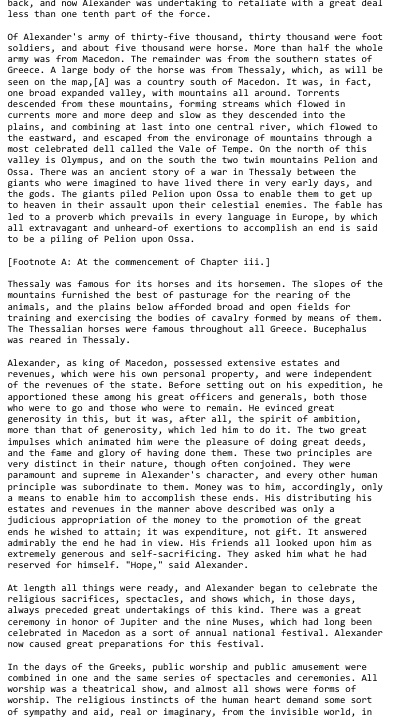 back, and now Alexander was undertaking to retaliate with a great deal
less than one tenth part of the force.
Of Alexander's army of thirty-five thousand, thirty thousand were foot
soldiers, and about five thousand were horse. More than half the whole
army was from Macedon. The remainder was from the southern states of
Greece. A large body of the horse was from Thessaly, which, as will be
seen on the map,[A] was a country south of Macedon. It was, in fact,
one broad expanded valley, with mountains all around. Torrents
descended from these mountains, forming streams which flowed in
currents more and more deep and slow as they descended into the
plains, and combining at last into one central river, which flowed to
the eastward, and escaped from the environage of mountains through a
most celebrated dell called the Vale of Tempe. On the north of this
valley is Olympus, and on the south the two twin mountains Pelion and
Ossa. There was an ancient story of a war in Thessaly between the
giants who were imagined to have lived there in very early days, and
the gods. The giants piled Pelion upon Ossa to enable them to get up
to heaven in their assault upon their celestial enemies. The fable has
led to a proverb which prevails in every language in Europe, by which
all extravagant and unheard-of exertions to accomplish an end is said
to be a piling of Pelion upon Ossa.
[Footnote A: At the commencement of Chapter iii.]
Thessaly was famous for its horses and its horsemen. The slopes of the
mountains furnished the best of pasturage for the rearing of the
animals, and the plains below afforded broad and open fields for
training and exercising the bodies of cavalry formed by means of them.
The Thessalian horses were famous throughout all Greece. Bucephalus
was reared in Thessaly.
Alexander, as king of Macedon, possessed extensive estates and
revenues, which were his own personal property, and were independent
of the revenues of the state. Before setting out on his expedition, he
apportioned these among his great officers and generals, both those
who were to go and those who were to remain. He evinced great
generosity in this, but it was, after all, the spirit of ambition,
more than that of generosity, which led him to do it. The two great
impulses which animated him were the pleasure of doing great deeds,
and the fame and glory of having done them. These two principles are
very distinct in their nature, though often conjoined. They were
paramount and supreme in Alexander's character, and every other human
principle was subordinate to them. Money was to him, accordingly, only
a means to enable him to accomplish these ends. His distributing his
estates and revenues in the manner above described was only a
judicious appropriation of the money to the promotion of the great
ends he wished to attain; it was expenditure, not gift. It answered
admirably the end he had in view. His friends all looked upon him as
extremely generous and self-sacrificing. They asked him what he had
reserved for himself. "Hope," said Alexander.
At length all things were ready, and Alexander began to celebrate the
religious sacrifices, spectacles, and shows which, in those days,
always preceded great undertakings of this kind. There was a great
ceremony in honor of Jupiter and the nine Muses, which had long been
celebrated in Macedon as a sort of annual national festival. Alexander
now caused great preparations for this festival.
In the days of the Greeks, public worship and public amusement were
combined in one and the same series of spectacles and ceremonies. All
worship was a theatrical show, and almost all shows were forms of
worship. The religious instincts of the human heart demand some sort
of sympathy and aid, real or imaginary, from the invisible world, in